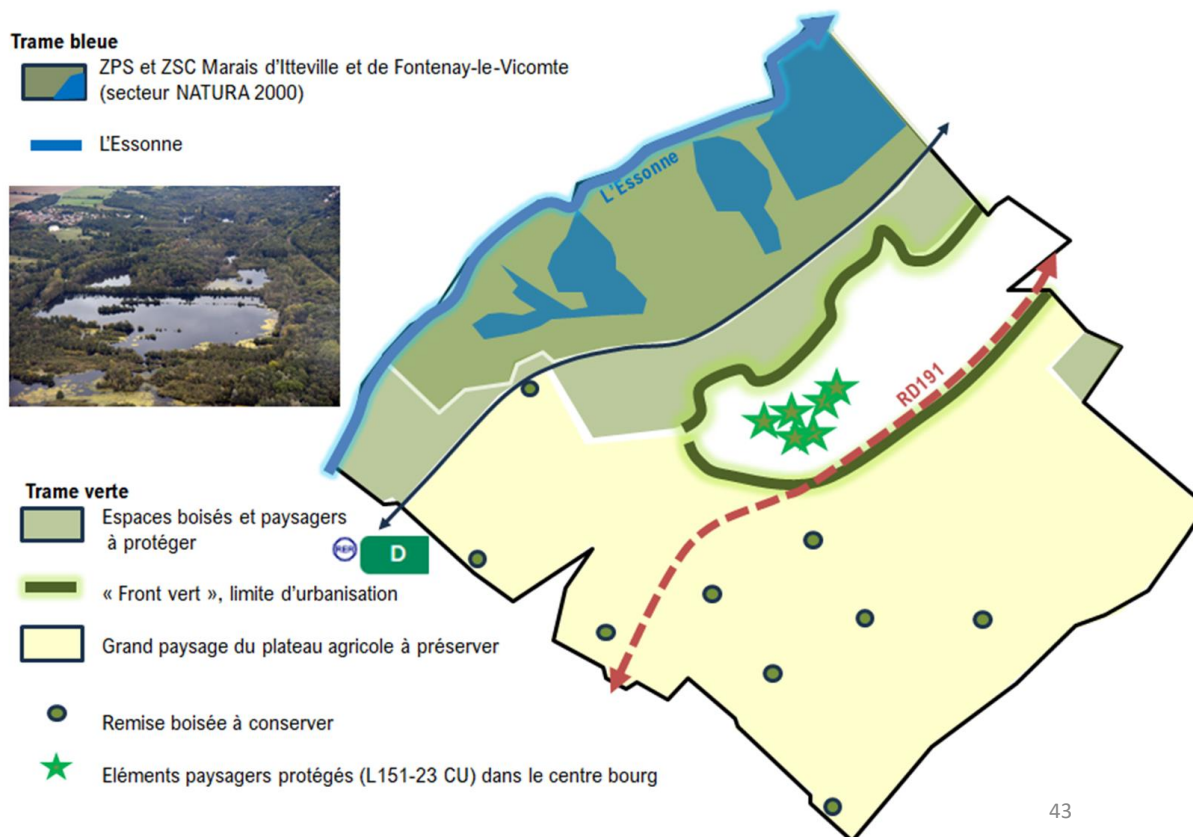 Trame bleue
ZPS et ZSC Marais d'Itteville et de Fontenay-le-Vicomte
(secteur NATURA 2000)
L'Essonne
L'Essonne
RD191
Trame verte
Espaces boisés et paysagers
à protéger
RER
D
« Front vert », limite d'urbanisation
Grand paysage du plateau agricole à préserver
Remise boisée à conserver
Eléments paysagers protégés (L151-23 CU) dans le centre bourg
43